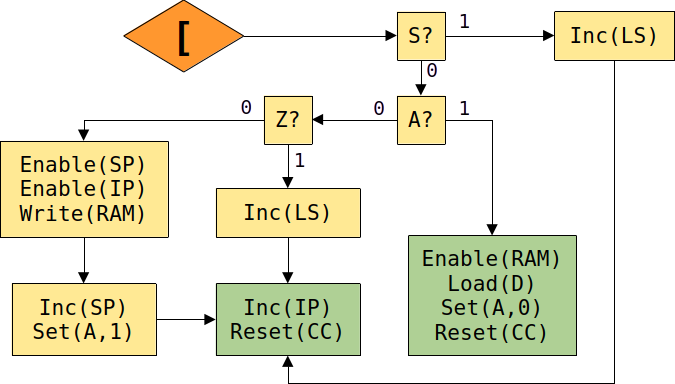 [
S?
1
Inc(LS)
0
Z?
0
A?
1
0
Enable(SP)
Enable(IP)
Write(RAM)
1
Inc(LS)
Enable(RAM)
Load(D)
Set(A,0)
Reset(CC)
Inc(SP)
Set(A,1)
Inc(IP)
Reset(CC)